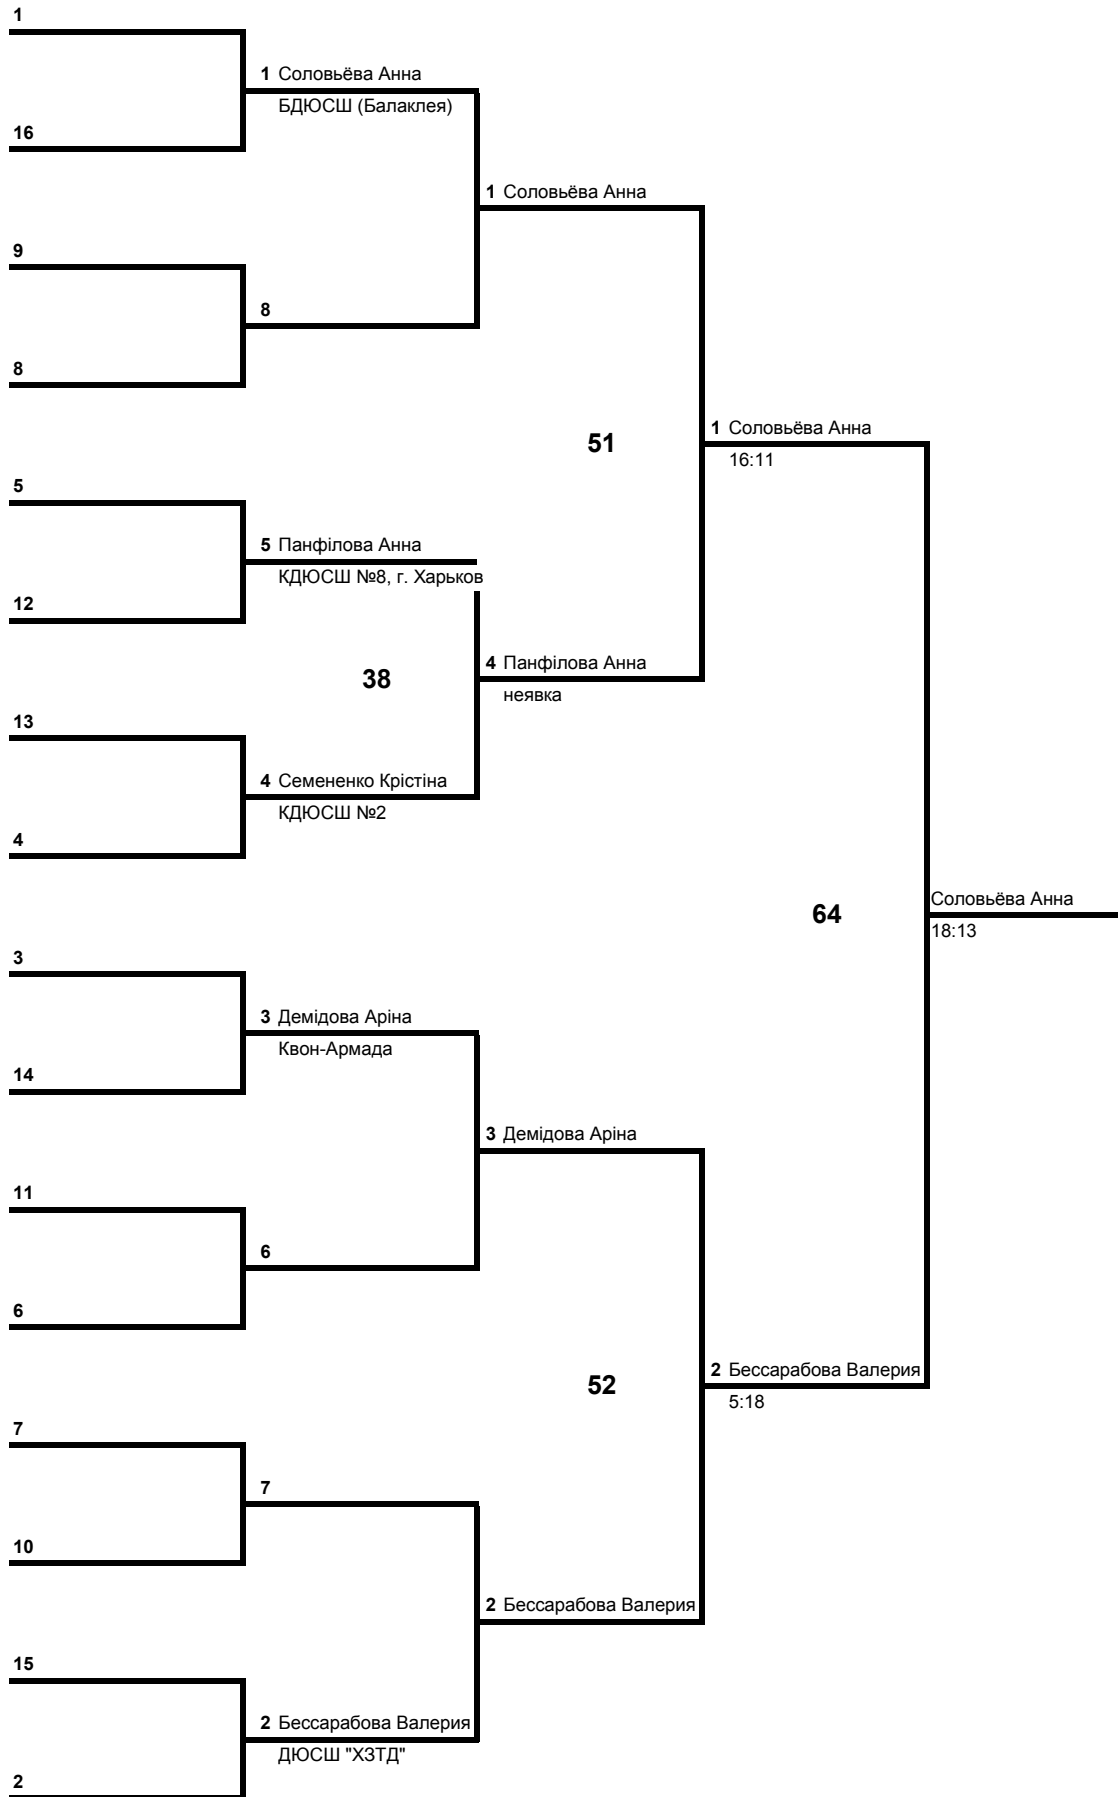 1
1 Соловьёва Анна
БДЮСШ (Балаклея)
16
1 Соловьёва Анна
9
8
8
1 Соловьёва Анна
51
16:11
5
5 Панфілова Анна
КДЮСШ №8, г. Харьков
12
4 Панфілова Анна
38
неявка
13
4 Семененко Крістіна
КДЮСШ №2
4
Соловьёва Анна
64
18:13
3
3 Демідова Аріна
Квон-Армада
14
3 Демідова Аріна
11
6
6
2 Бессарабова Валерия
52
5:18
7
7
10
2 Бессарабова Валерия
15
2 Бессарабова Валерия
ДЮСШ "ХЗТД"
2